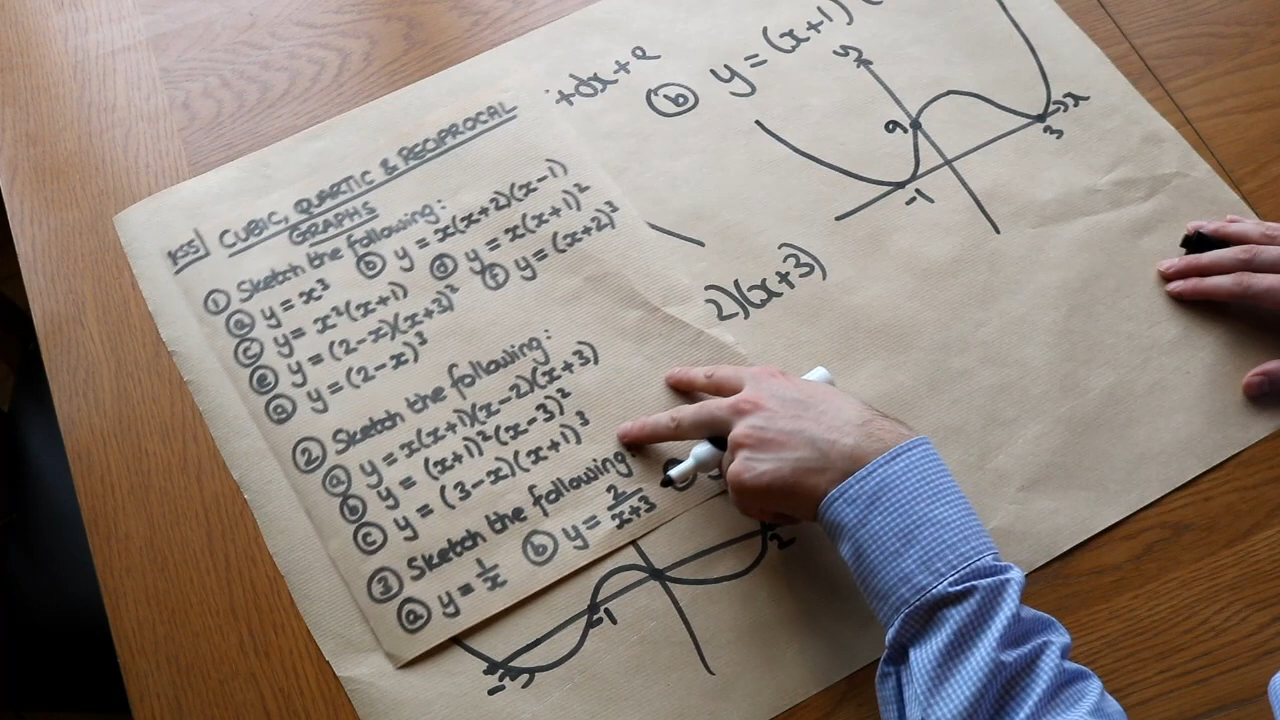 KS5 CUBIC, QUARTIC & RECIPROCAL
GRAPHS
① Sketch the following:
ⓐ y = x³ ⓑ y = x(x+2)(x-1)
ⓒ y = x²(x+1) ⓓ y = x(x+1)²
ⓔ y = (2-x)(x+3)² ⓕ y = (x+2)³
ⓖ y = (2-x)³
② Sketch the following:
ⓐ y = x(x+1)(x-2)(x+3)
ⓑ y = (x+1)²(x-3)²
ⓒ y = (3-x)(x+1)³
③ Sketch the following:
ⓐ y = 1/x ⓑ y = 2/x+3
+dx+e
ⓑ y = (x+1)
y
9
-1
3
x
2)(x+3)
-3
-1
2